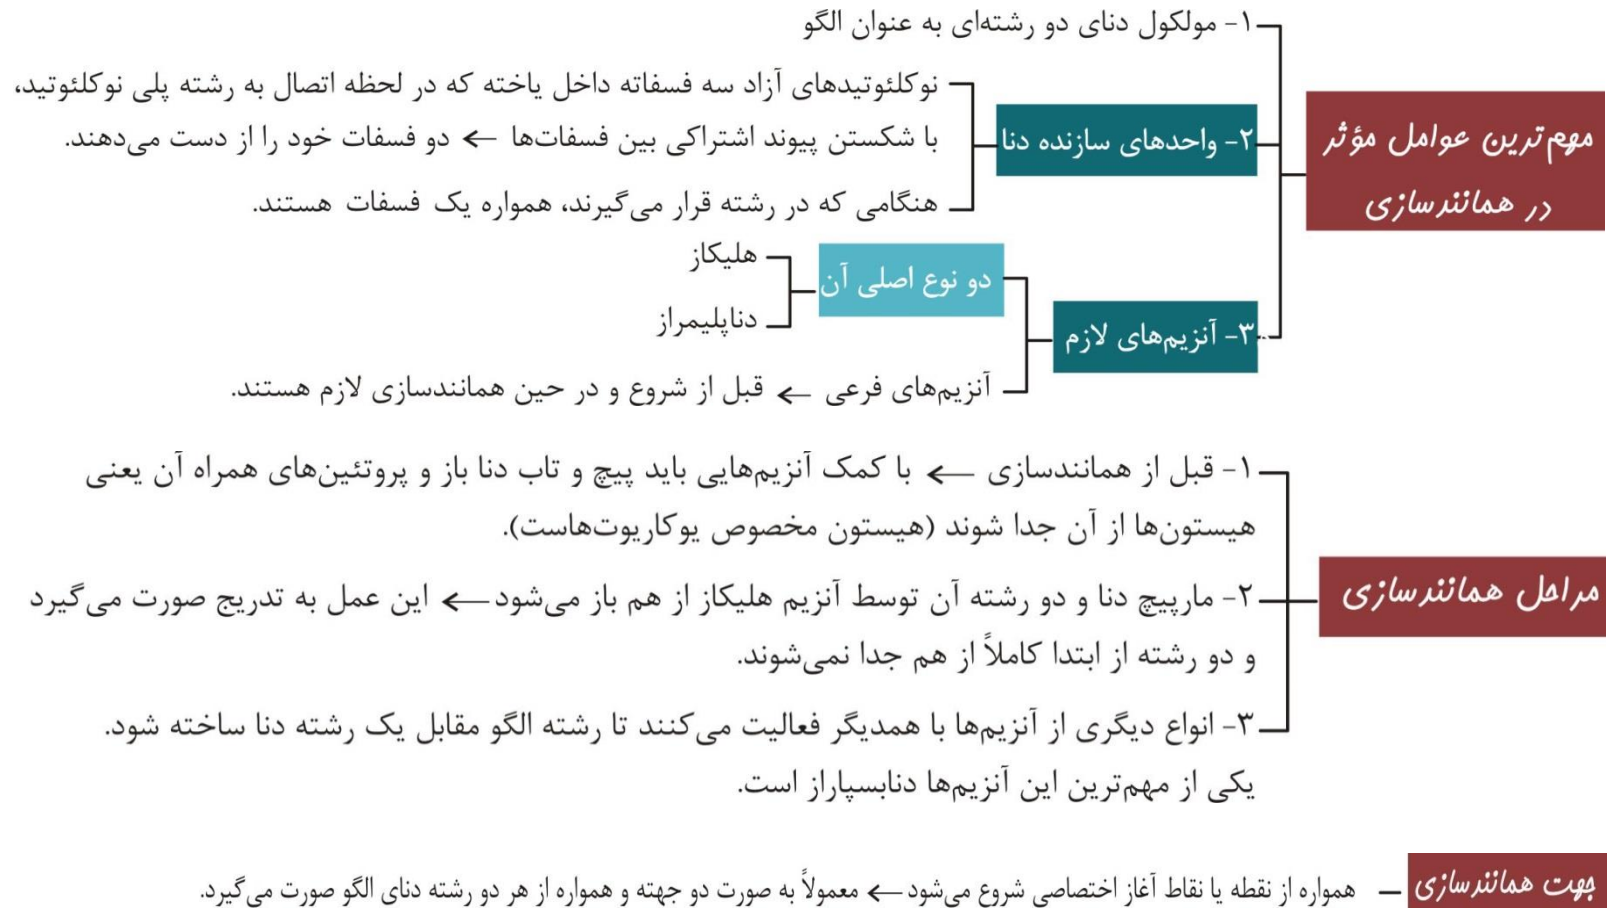 مهم‌ترین عوامل مؤثر
در همانندسازی
۱- مولکول دنای دو رشته‌ای به عنوان الگو
۲- واحدهای سازنده دنا
نوکلئوتیدهای آزاد سه فسفاته داخل یاخته که در لحظه اتصال به رشته پلی نوکلئوتید،
با شکستن پیوند اشتراکی بین فسفات‌ها ← دو فسفات خود را از دست می‌دهند.
هنگامی که در رشته قرار می‌گیرند، همواره یک فسفات هستند.
۳- آنزیم‌های لازم
دو نوع اصلی آن
هلیکاز
دناپلیمراز
آنزیم‌های فرعی ← قبل از شروع و در حین همانندسازی لازم هستند.
مراحل همانندسازی
۱- قبل از همانندسازی ← با کمک آنزیم‌هایی باید پیچ و تاب دنا باز و پروتئین‌های همراه آن یعنی
هیستون‌ها از آن جدا شوند (هیستون مخصوص یوکاریوت‌هاست).
۲- مارپیچ دنا و دو رشته آن توسط آنزیم هلیکاز از هم باز می‌شود ← این عمل به تدریج صورت می‌گیرد
و دو رشته از ابتدا کاملاً از هم جدا نمی‌شوند.
۳- انواع دیگری از آنزیم‌ها با همدیگر فعالیت می‌کنند تا رشته الگو مقابل یک رشته دنا ساخته شود.
یکی از مهم‌ترین این آنزیم‌ها دنابسپاراز است.
جهت همانندسازی
همواره از نقطه یا نقاط آغاز اختصاصی شروع می‌شود ← معمولاً به صورت دو جهته و همواره از هر دو رشته دنای الگو صورت می‌گیرد.